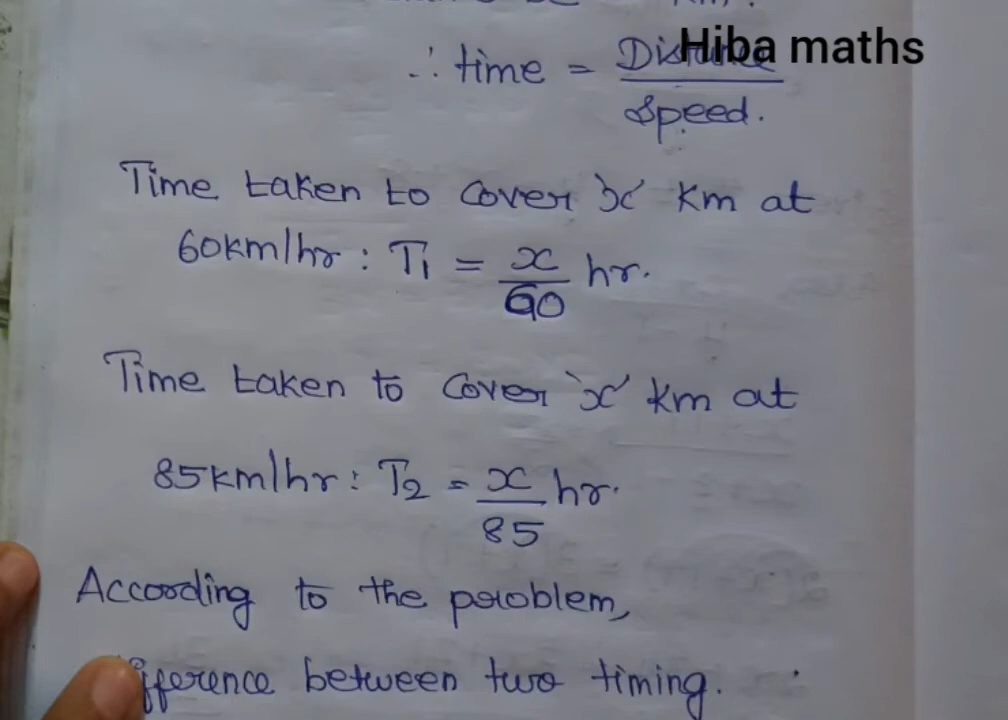 Hiba maths
∴ time = Distance
Speed.
Time taken to cover 'x' km at
60km/hr : T₁ = x/60 hr.
Time taken to cover 'x' km at
85km/hr : T₂ = x/85 hr.
According to the problem,
fference between two timing.